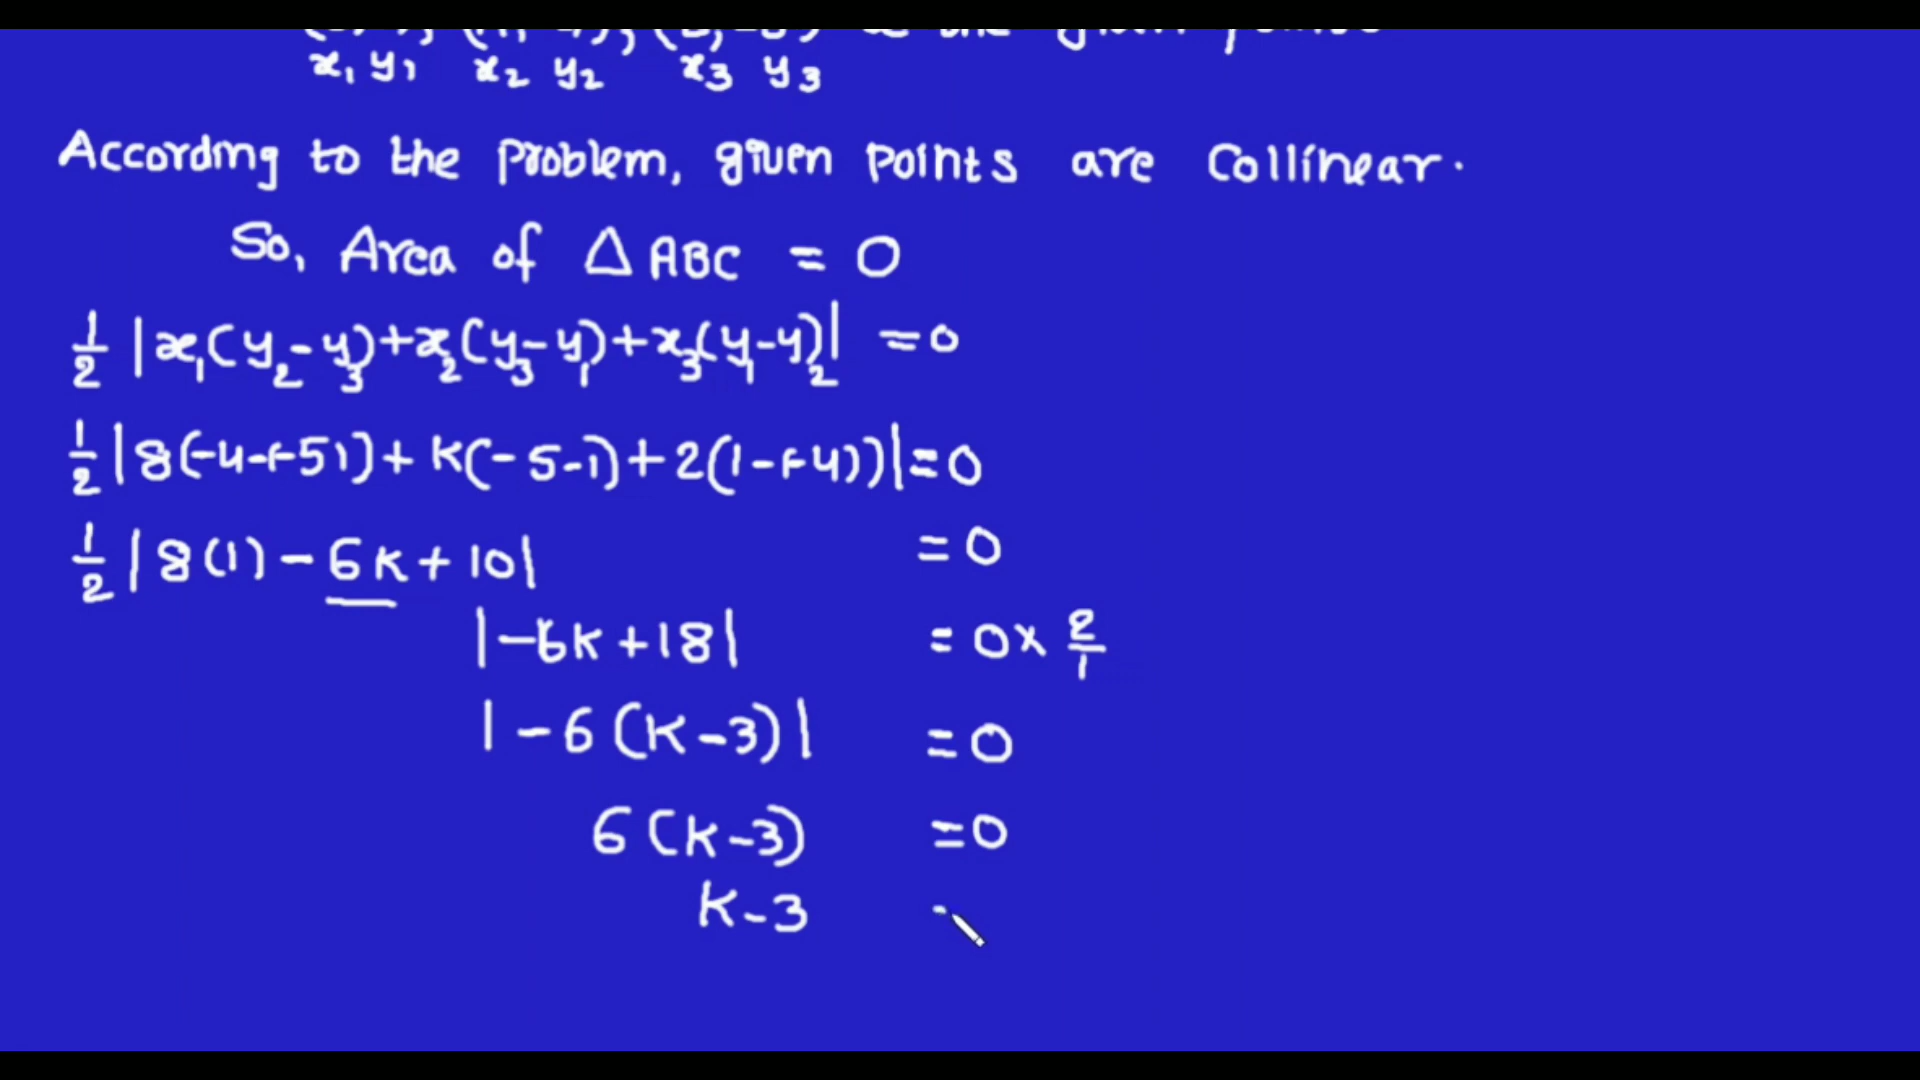 x₁ y₁ x₂ y₂ x₃ y₃
According to the problem, given points are collinear.
So, Area of △ ABC = 0
1/2 |x₁(y₂-y₃)+x₂(y₃-y₁)+x₃(y₁-y₂)| =0
1/2 |8(-4-(-5))+K(-5-1)+2(1-(-4))|=0
1/2 |8(1)-6K+10| =0
|-6K+18| =0×2/1
|-6(K-3)| =0
6(K-3) =0
K-3